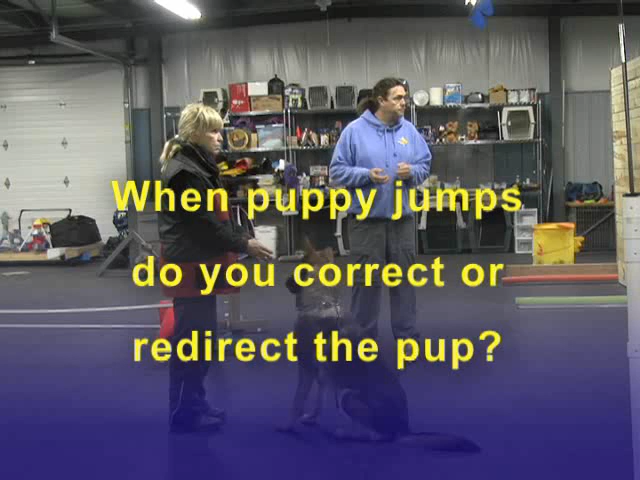 When puppy jumps
do you correct or
redirect the pup?